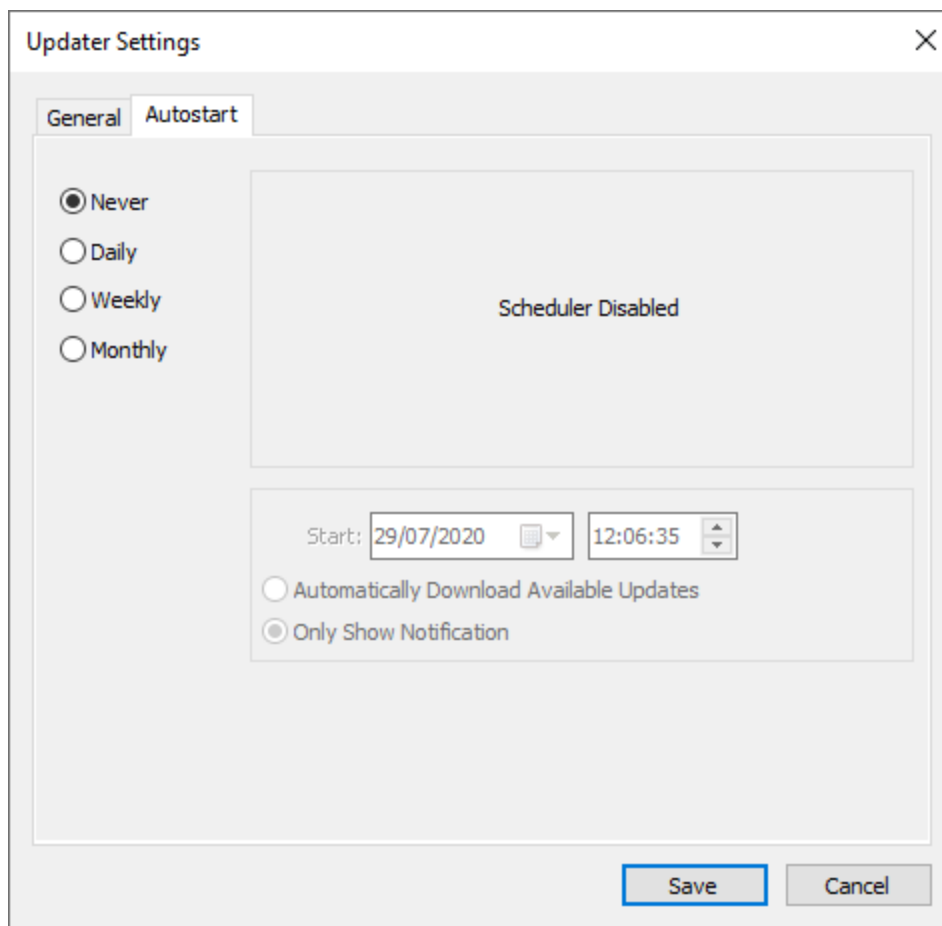 Updater Settings
General
Autostart
Never
Daily
Weekly
Monthly
Scheduler Disabled
Start: 29/07/2020 12:06:35
Automatically Download Available Updates
Only Show Notification
Save
Cancel